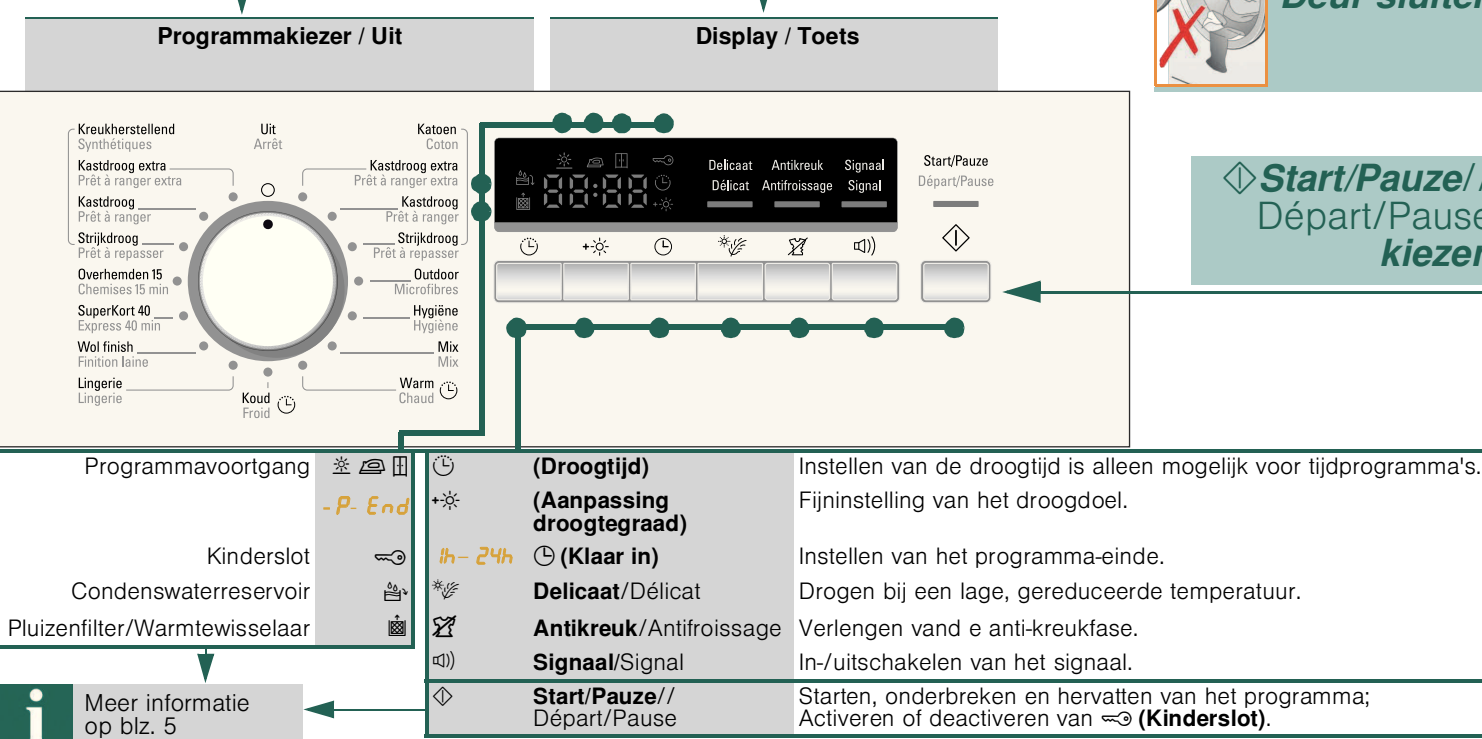 Programmakiezer / Uit
Display / Toets
Deur sluiten
Kreukherstellend
Synthétiques
Kastdroog extra
Prêt à ranger extra
Kastdroog
Prêt à ranger
Strijkdroog
Prêt à repasser
Overhemden 15
Chemises 15 min
SuperKort 40
Express 40 min
Wol finish
Finition laine
Lingerie
Lingerie
Uit
Arrêt
Koud
Froid
Katoen
Coton
Kastdroog extra
Prêt à ranger extra
Kastdroog
Prêt à ranger
Strijkdroog
Prêt à repasser
Outdoor
Microfibres
Hygiëne
Hygiène
Mix
Mix
Warm
Chaud
88:88
Delicaat Antikreuk Signaal
Délicat Antifroissage Signal
Start/Pauze
Départ/Pause
Start/Pauze/
Départ/Pause
kiezen
Programmavoortgang
-P- End
Kinderslot
Condenswaterreservoir
Pluizenfilter/Warmtewisselaar
(Droogtijd) Instellen van de droogtijd is alleen mogelijk voor tijdprogramma's.
(Aanpassing Fijninstelling van het droogdoel.
droogtegraad)
1h– 24h (Klaar in) Instellen van het programma-einde.
Delicaat/Délicat Drogen bij een lage, gereduceerde temperatuur.
Antikreuk/Antifroissage Verlengen vand e anti-kreukfase.
Signaal/Signal In-/uitschakelen van het signaal.
Start/Pauze// Starten, onderbreken en hervatten van het programma;
Départ/Pause Activeren of deactiveren van (Kinderslot).
i
Meer informatie
op blz. 5